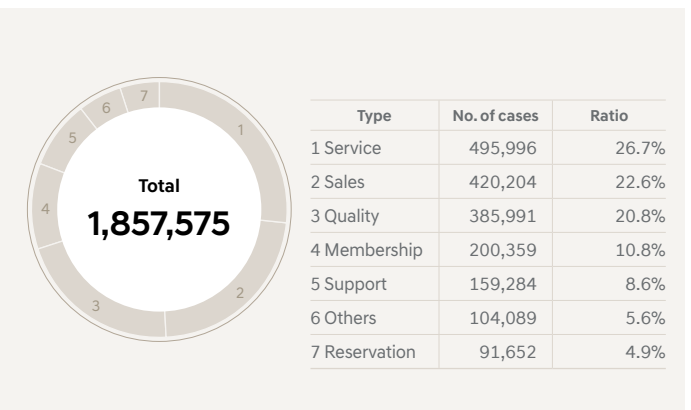 7
6
1
5
4
3
2
Total
1,857,575
Type No. of cases Ratio
1 Service 495,996 26.7%
2 Sales 420,204 22.6%
3 Quality 385,991 20.8%
4 Membership 200,359 10.8%
5 Support 159,284 8.6%
6 Others 104,089 5.6%
7 Reservation 91,652 4.9%